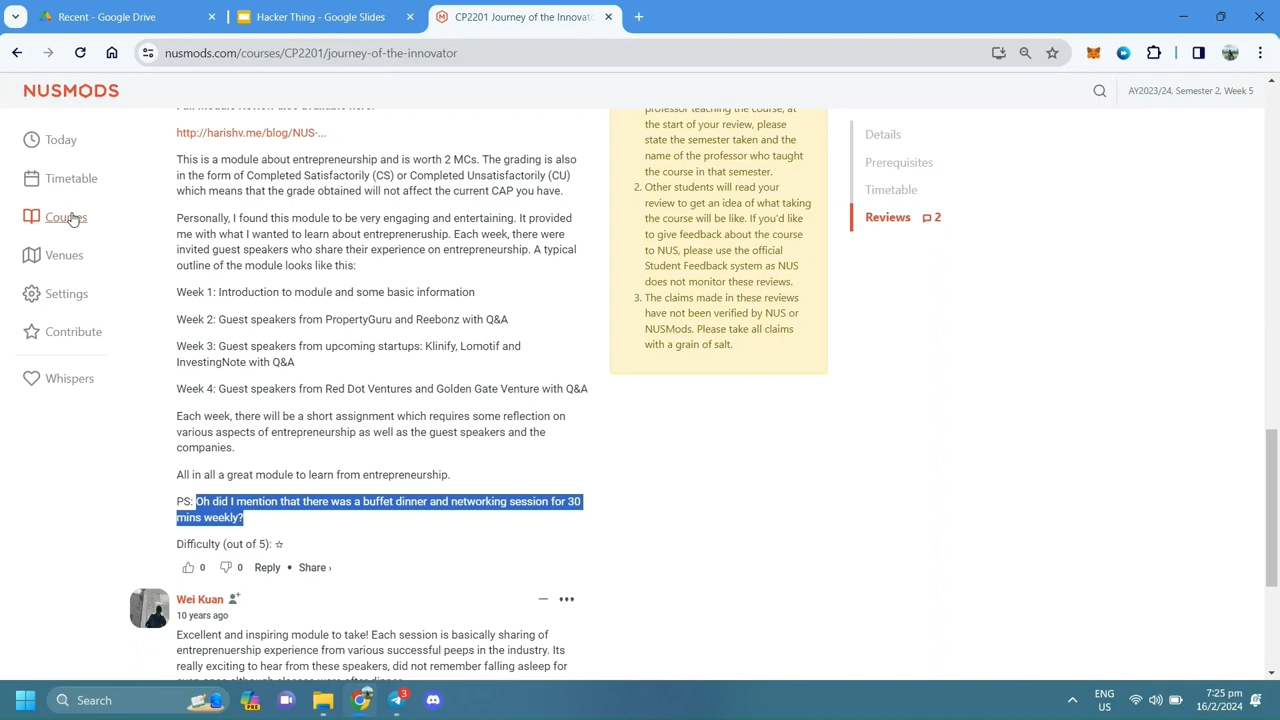 Recent - Google Drive
Hacker Thing - Google Slides
CP2201 Journey of the Innovato
nusmods.com/courses/CP2201/journey-of-the-innovator
NUSMODS
AY2023/24, Semester 2, Week 5
Today
Timetable
Courses
Venues
Settings
Contribute
Whispers
http://harishv.me/blog/NUS-...
This is a module about entrepreneurship and is worth 2 MCs. The grading is also
in the form of Completed Satisfactorily (CS) or Completed Unsatisfactorily (CU)
which means that the grade obtained will not affect the current CAP you have.
Personally, I found this module to be very engaging and entertaining. It provided
me with what I wanted to learn about entreprenerurship. Each week, there were
invited guest speakers who share their experience on entrepreneurship. A typical
outline of the module looks like this:
Week 1: Introduction to module and some basic information
Week 2: Guest speakers from PropertyGuru and Reebonz with Q&A
Week 3: Guest speakers from upcoming startups: Klinify, Lomotif and
InvestingNote with Q&A
Week 4: Guest speakers from Red Dot Ventures and Golden Gate Venture with Q&A
Each week, there will be a short assignment which requires some reflection on
various aspects of entrepreneurship as well as the guest speakers and the
companies.
All in all a great module to learn from entrepreneurship.
PS: Oh did I mention that there was a buffet dinner and networking session for 30
mins weekly?
Difficulty (out of 5): ☆
0 0 Reply • Share ›
Wei Kuan
10 years ago
Excellent and inspiring module to take! Each session is basically sharing of
entreprenuership experience from various successful peeps in the industry. Its
really exciting to hear from these speakers, did not remember falling asleep for
professor teaching the course, at
the start of your review, please
state the semester taken and the
name of the professor who taught
the course in that semester.
2. Other students will read your
review to get an idea of what taking
the course will be like. If you'd like
to give feedback about the course
to NUS, please use the official
Student Feedback system as NUS
does not monitor these reviews.
3. The claims made in these reviews
have not been verified by NUS or
NUSMods. Please take all claims
with a grain of salt.
Details
Prerequisites
Timetable
Reviews 2
Search
3
ENG
US
7:25 pm
16/2/2024